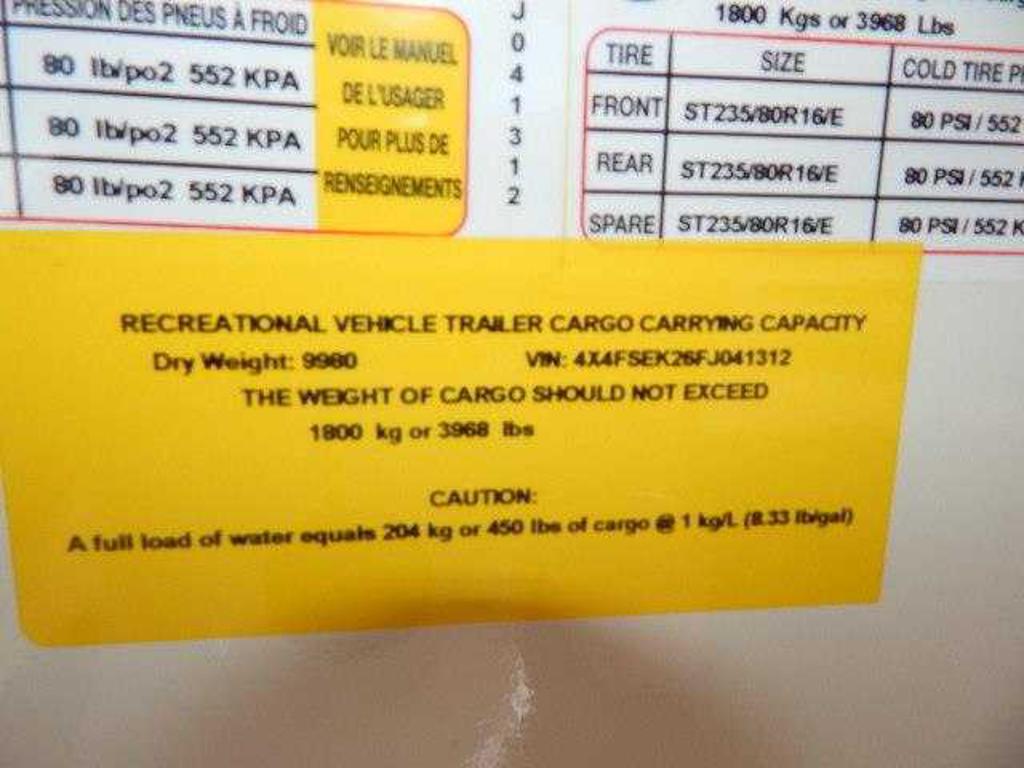 PRESSION DES PNEUS À FROID
80 lb/po2 552 KPA
80 lb/po2 552 KPA
80 lb/po2 552 KPA
VOIR LE MANUEL
DE L'USAGER
POUR PLUS DE
RENSEIGNEMENTS
J
0
4
1
3
1
2
1800 Kgs or 3968 Lbs
TIRE SIZE COLD TIRE
FRONT ST235/80R16/E 80 PSI / 552
REAR ST235/80R16/E 80 PSI / 552
SPARE ST235/80R16/E 80 PSI / 552
RECREATIONAL VEHICLE TRAILER CARGO CARRYING CAPACITY
Dry Weight: 9980 VIN: 4X4FSEK26FJ041312
THE WEIGHT OF CARGO SHOULD NOT EXCEED
1800 kg or 3968 lbs
CAUTION:
A full load of water equals 204 kg or 450 lbs of cargo @ 1 kg/L (8.33 lb/gal)